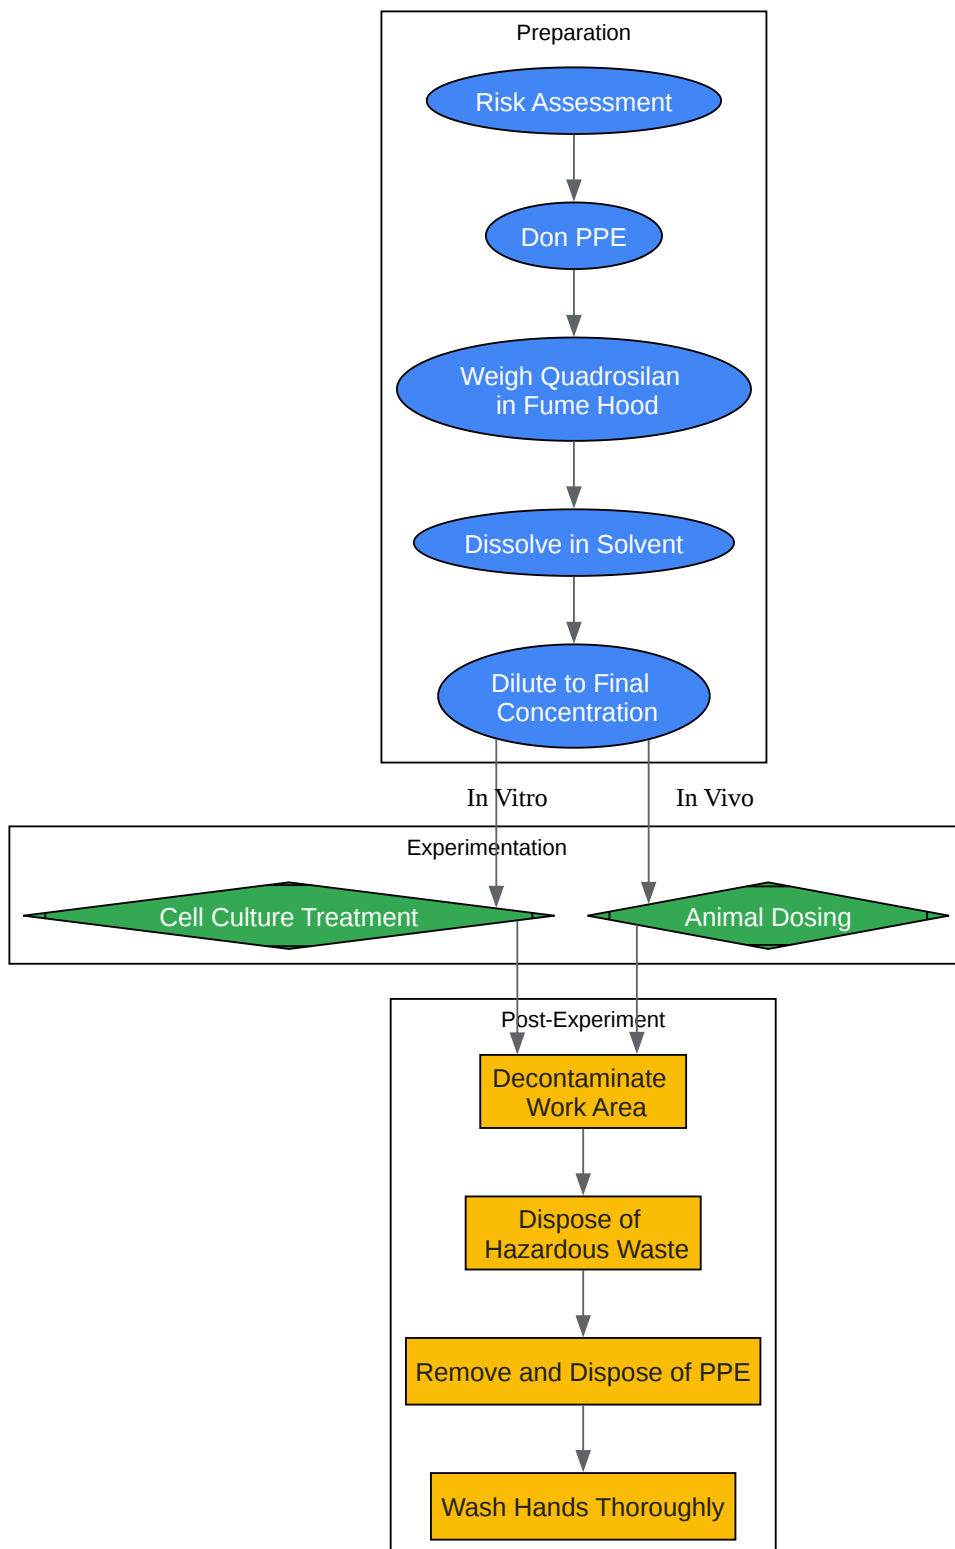 Preparation
Risk Assessment
Don PPE
Weigh Quadrosilan
in Fume Hood
Dissolve in Solvent
Dilute to Final
Concentration
In Vitro
In Vivo
Experimentation
Cell Culture Treatment
Animal Dosing
Post-Experiment
Decontaminate
Work Area
Dispose of
Hazardous Waste
Remove and Dispose of PPE
Wash Hands Thoroughly